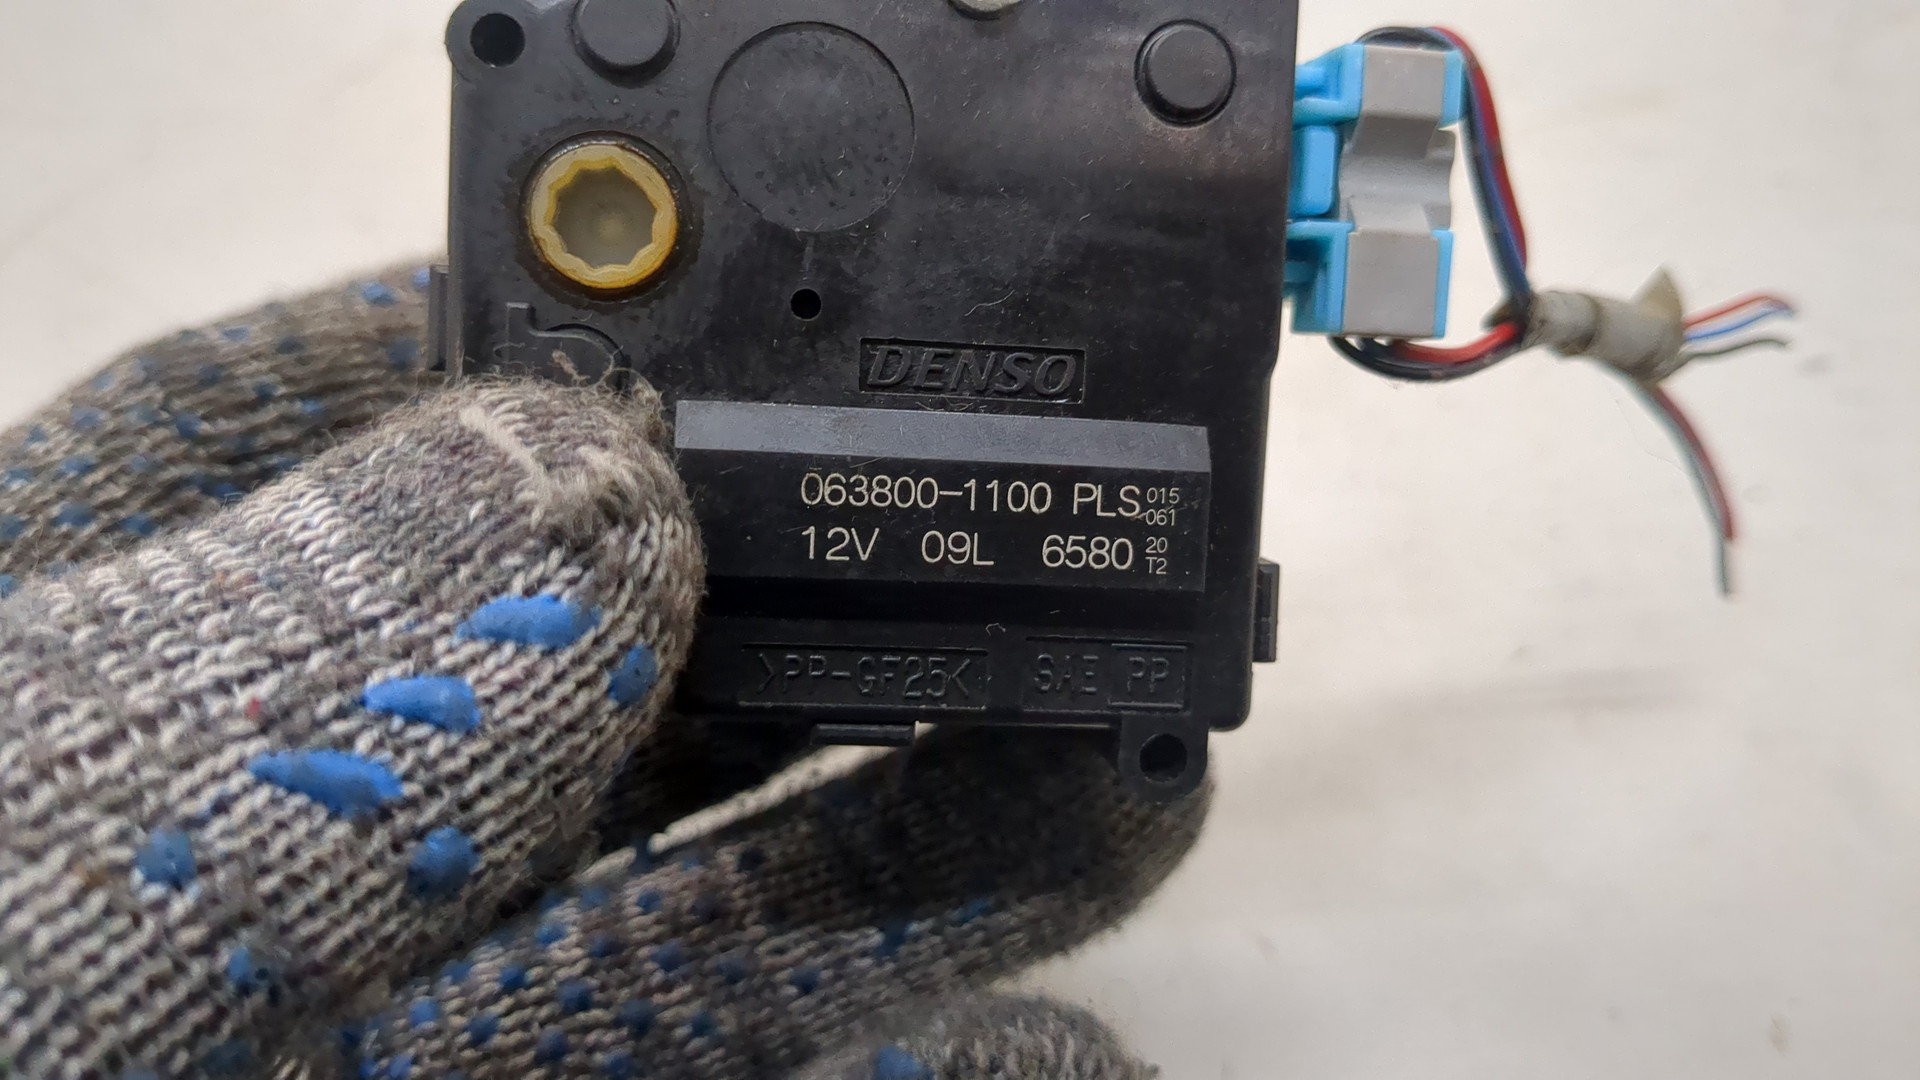 DENSO
063800-1100 PLS 015 061
12V 09L 6580 20 T2
>PP-GF25< SAE PP